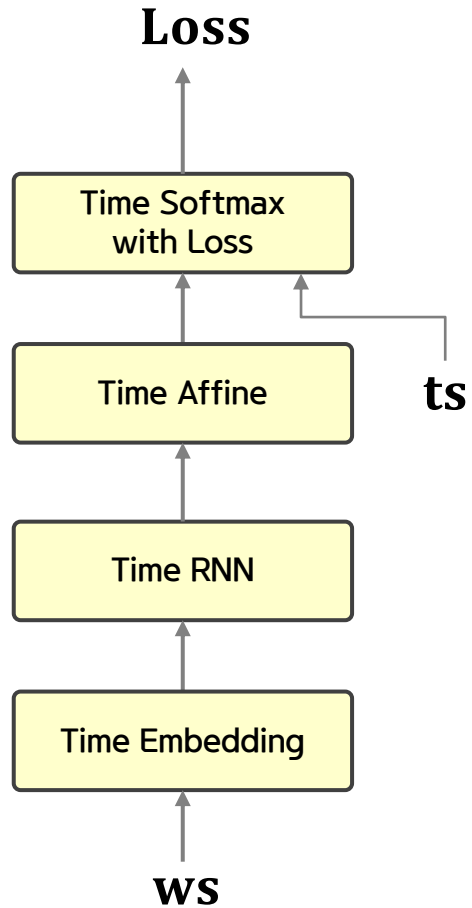 Loss
Time Softmax
with Loss
Time Affine
ts
Time RNN
Time Embedding
ws